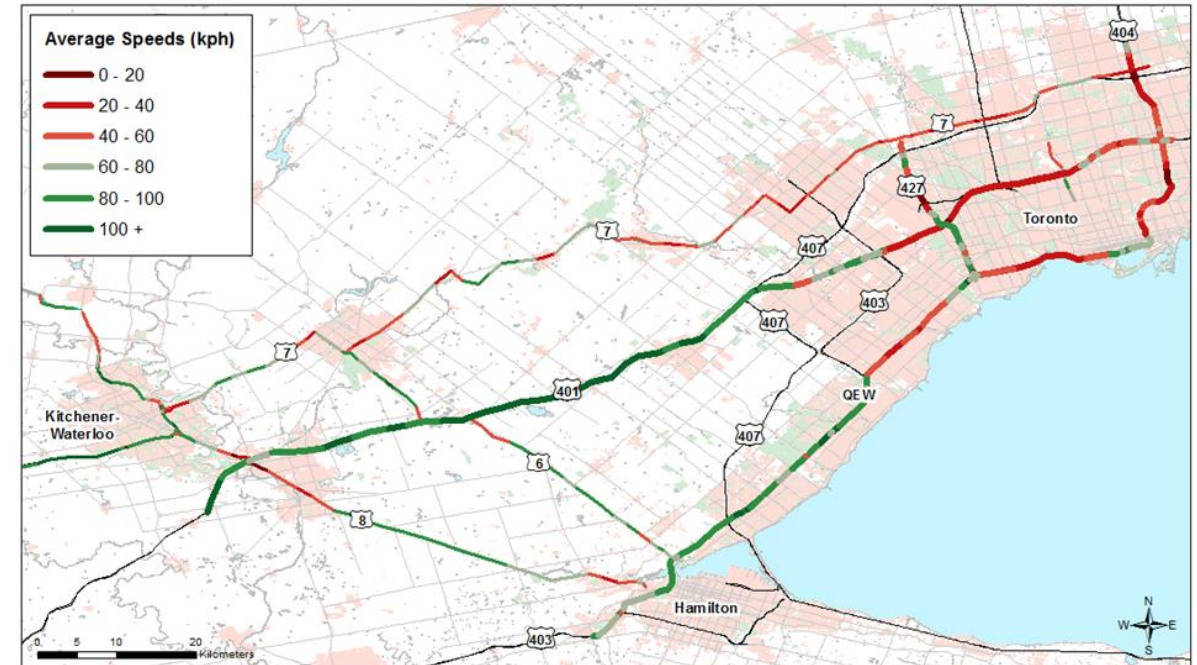 Average Speeds (kph)
0 - 20
20 - 40
40 - 60
60 - 80
80 - 100
100 +
404
7
427
Toronto
7
407
403
407
7
401
QEW
Kitchener-
Waterloo
407
6
8
Hamilton
403
N
W E
S
0 5 10 20
Kilometers